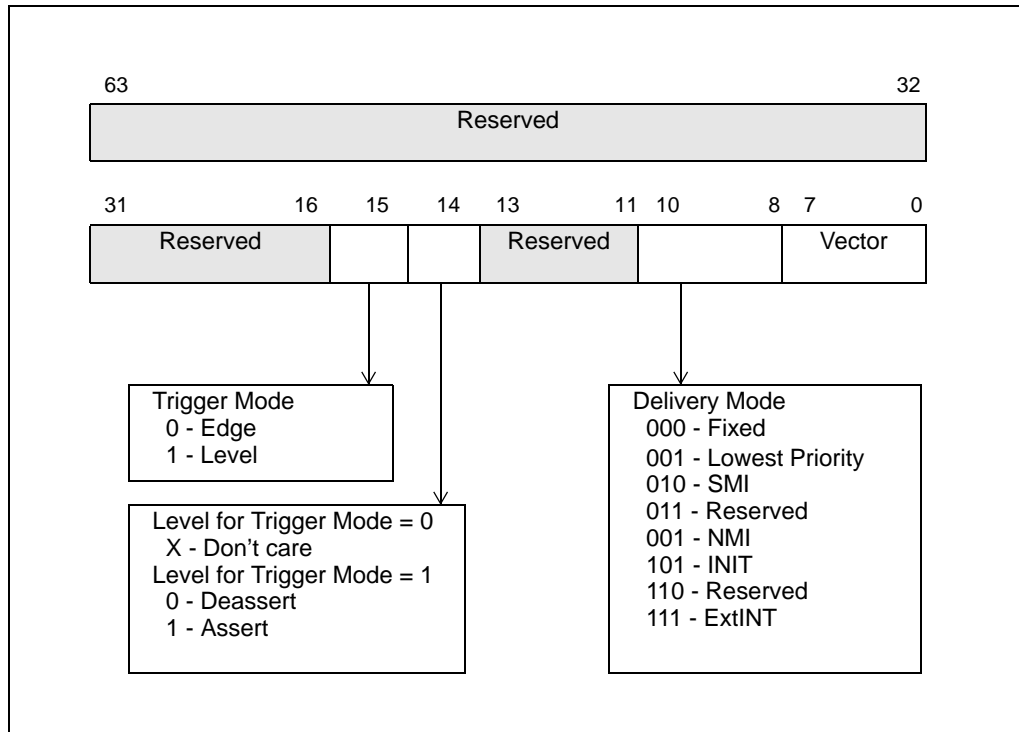 63 32
Reserved
31 16 15 14 13 11 10 8 7 0
Reserved Reserved Vector
Trigger Mode
0 - Edge
1 - Level
Level for Trigger Mode = 0
X - Don’t care
Level for Trigger Mode = 1
0 - Deassert
1 - Assert
Delivery Mode
000 - Fixed
001 - Lowest Priority
010 - SMI
011 - Reserved
001 - NMI
101 - INIT
110 - Reserved
111 - ExtINT